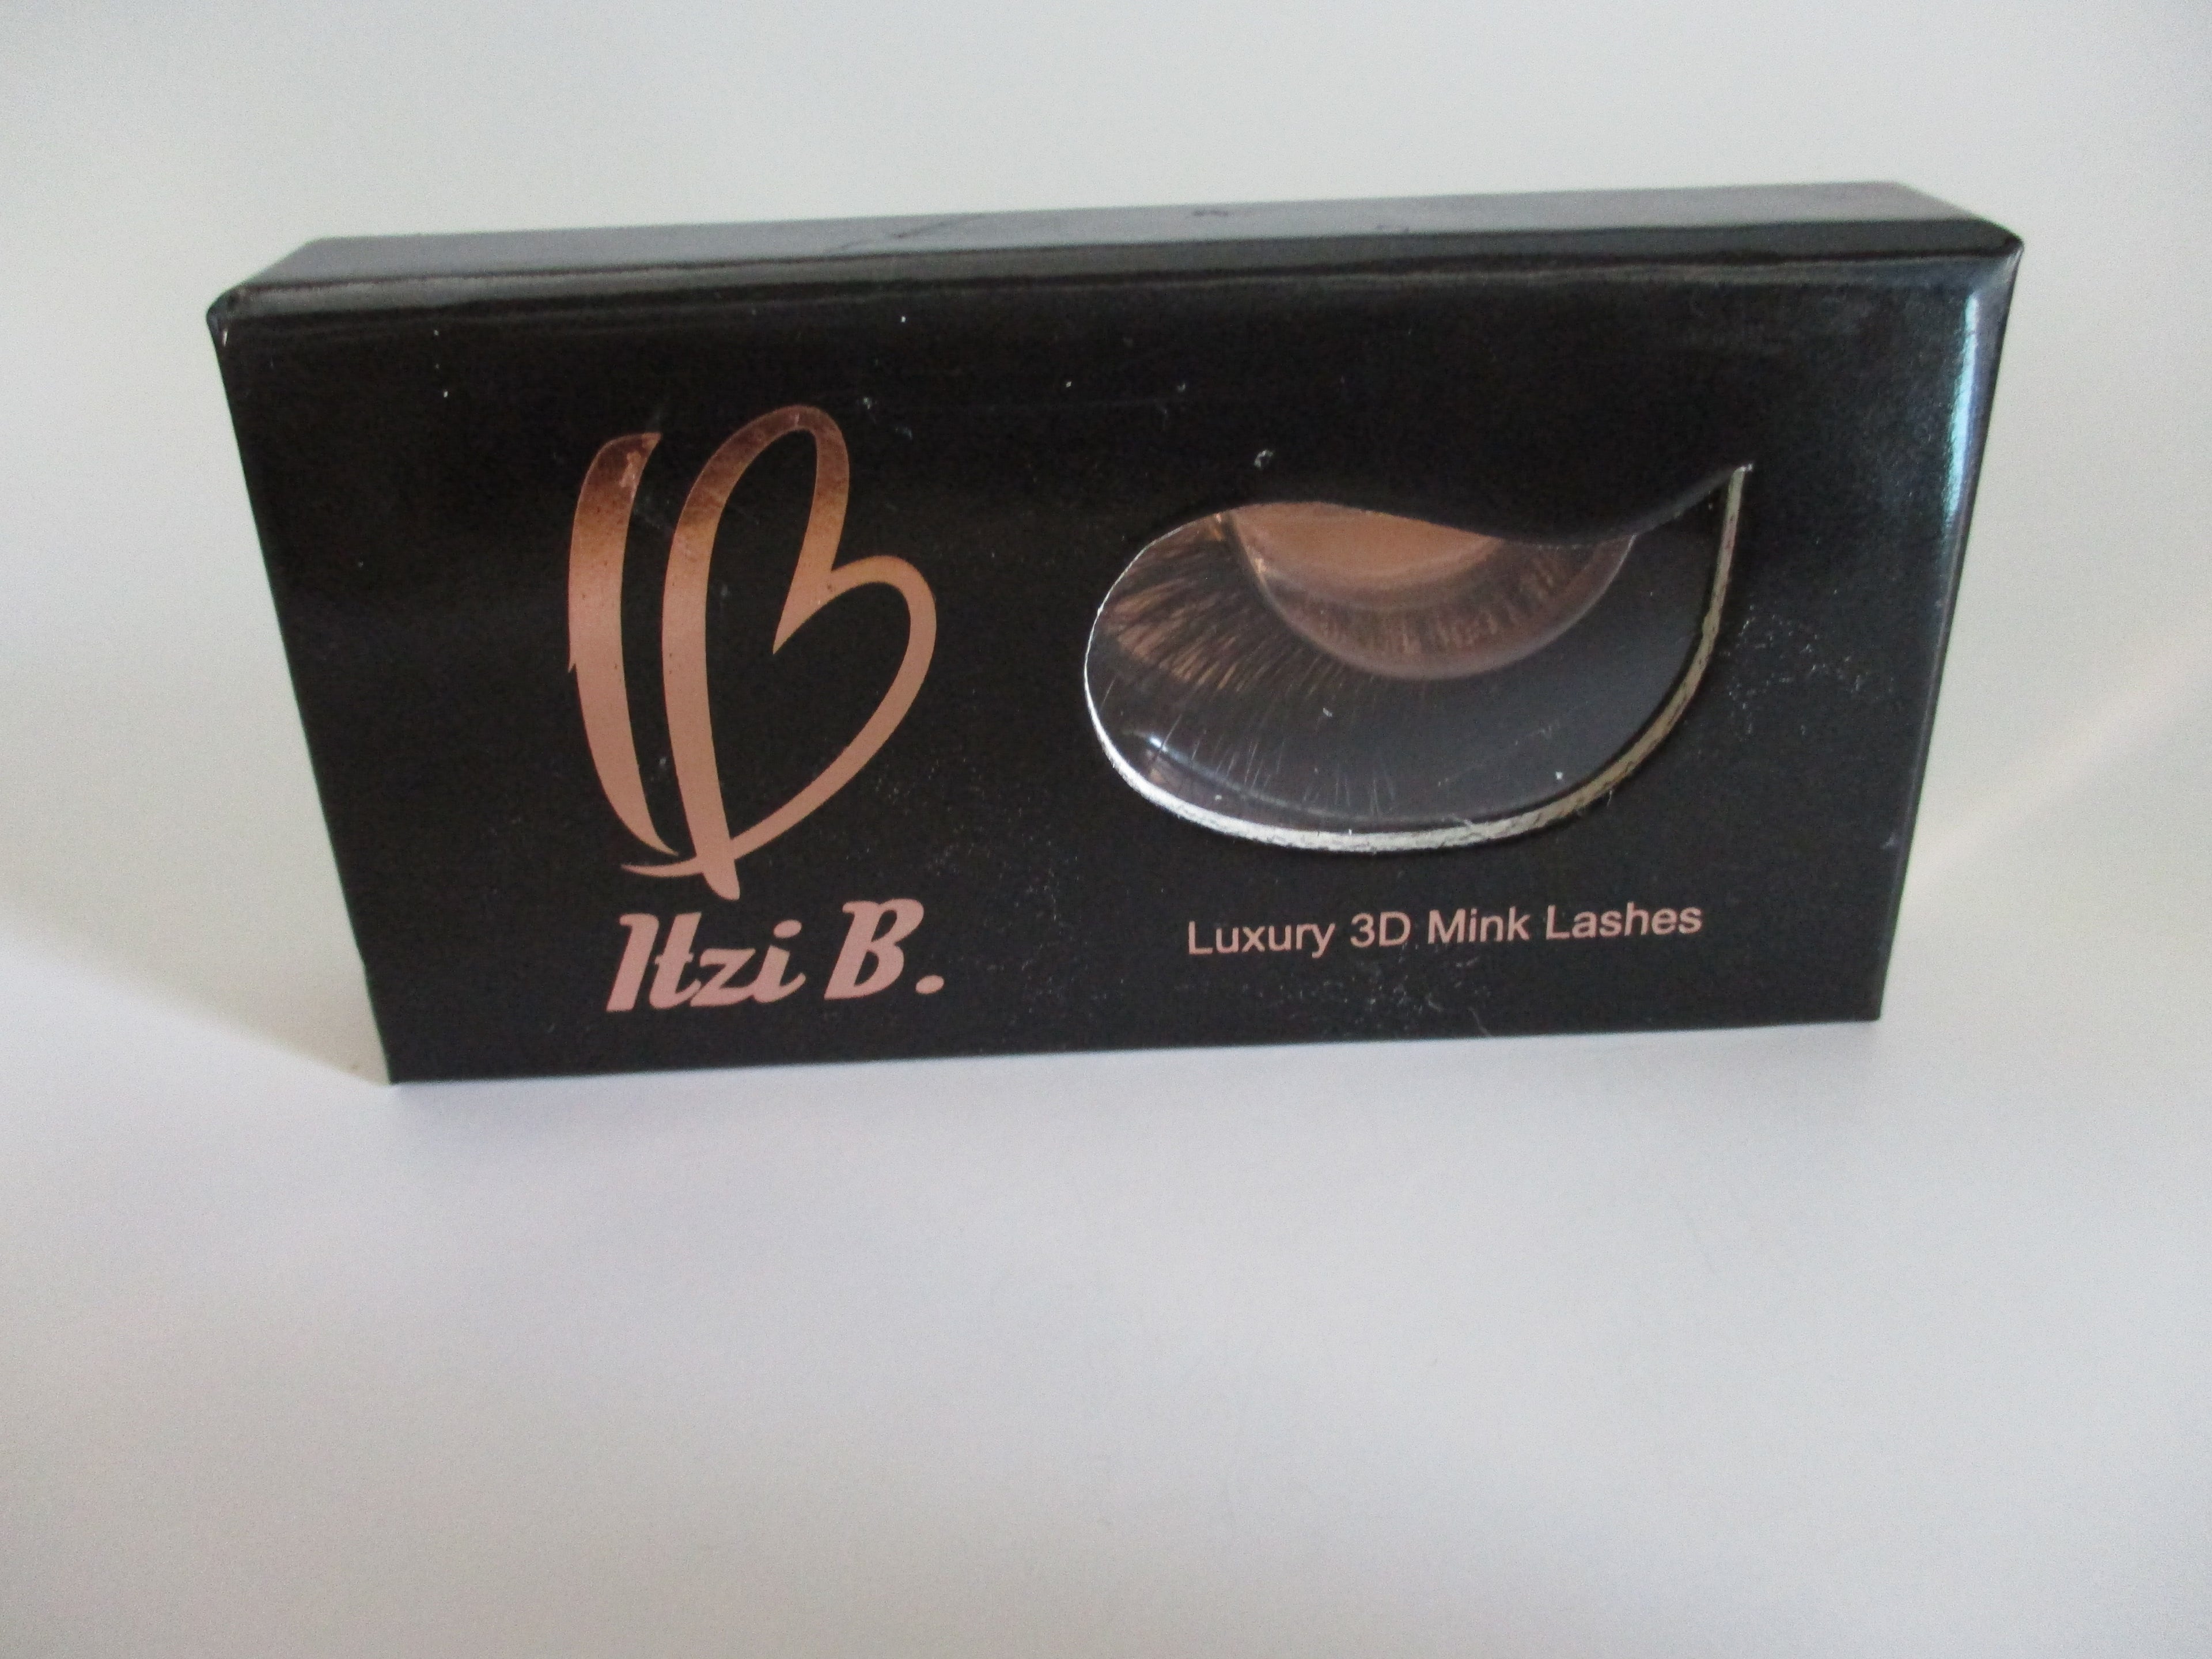 B
Itzi B.
Luxury 3D Mink Lashes